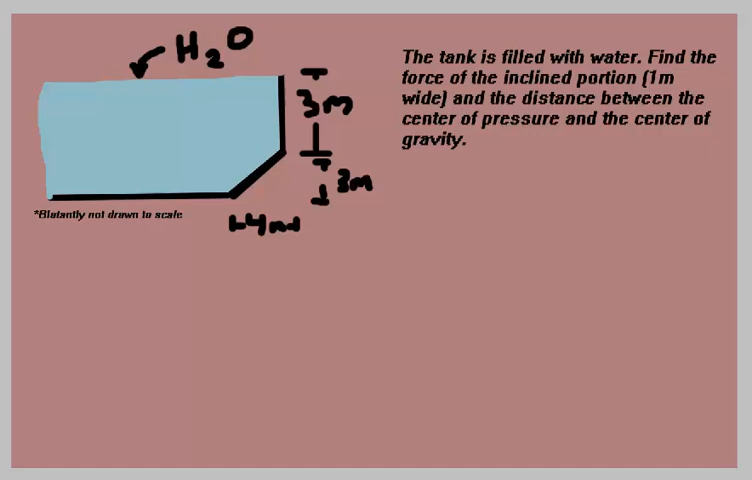 H2O
3m
3m
4m
*Blatantly not drawn to scale
The tank is filled with water. Find the
force of the inclined portion (1m
wide) and the distance between the
center of pressure and the center of
gravity.